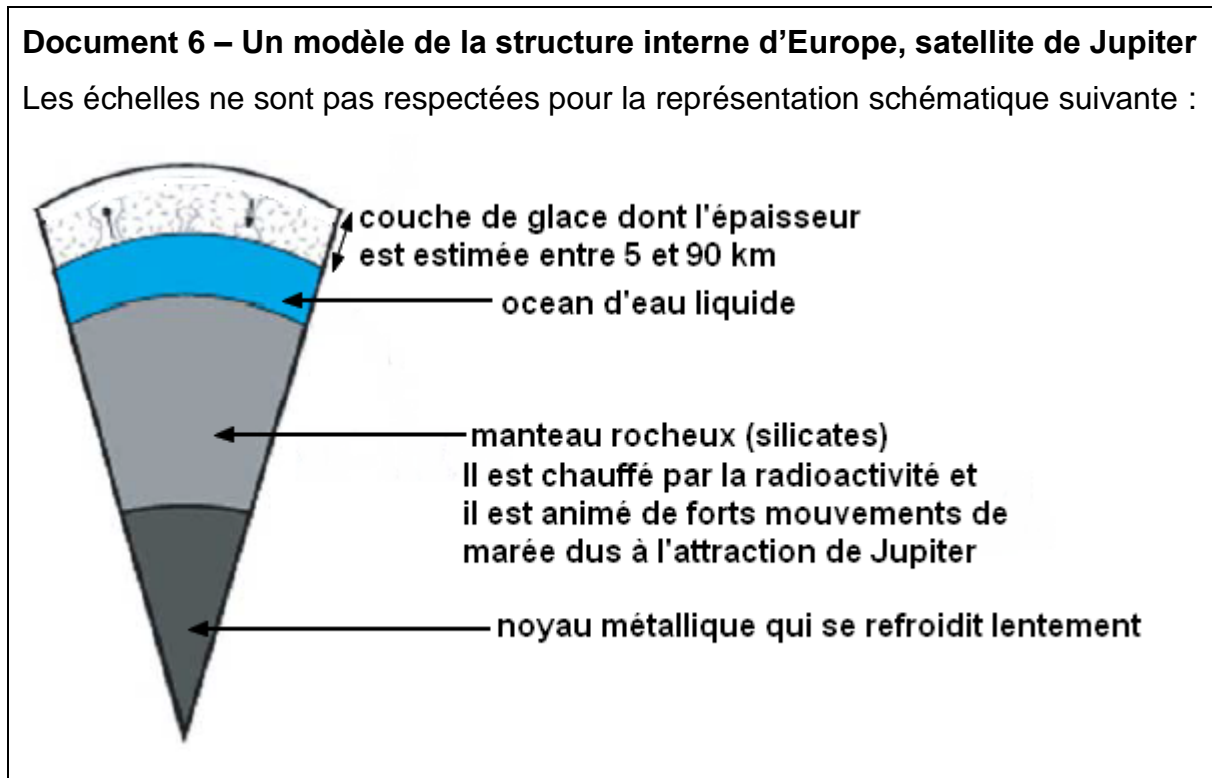 Document 6 – Un modèle de la structure interne d’Europe, satellite de Jupiter
Les échelles ne sont pas respectées pour la représentation schématique suivante :
couche de glace dont l'épaisseur
est estimée entre 5 et 90 km
ocean d'eau liquide
manteau rocheux (silicates)
Il est chauffé par la radioactivité et
il est animé de forts mouvements de
marée dus à l'attraction de Jupiter
noyau métallique qui se refroidit lentement